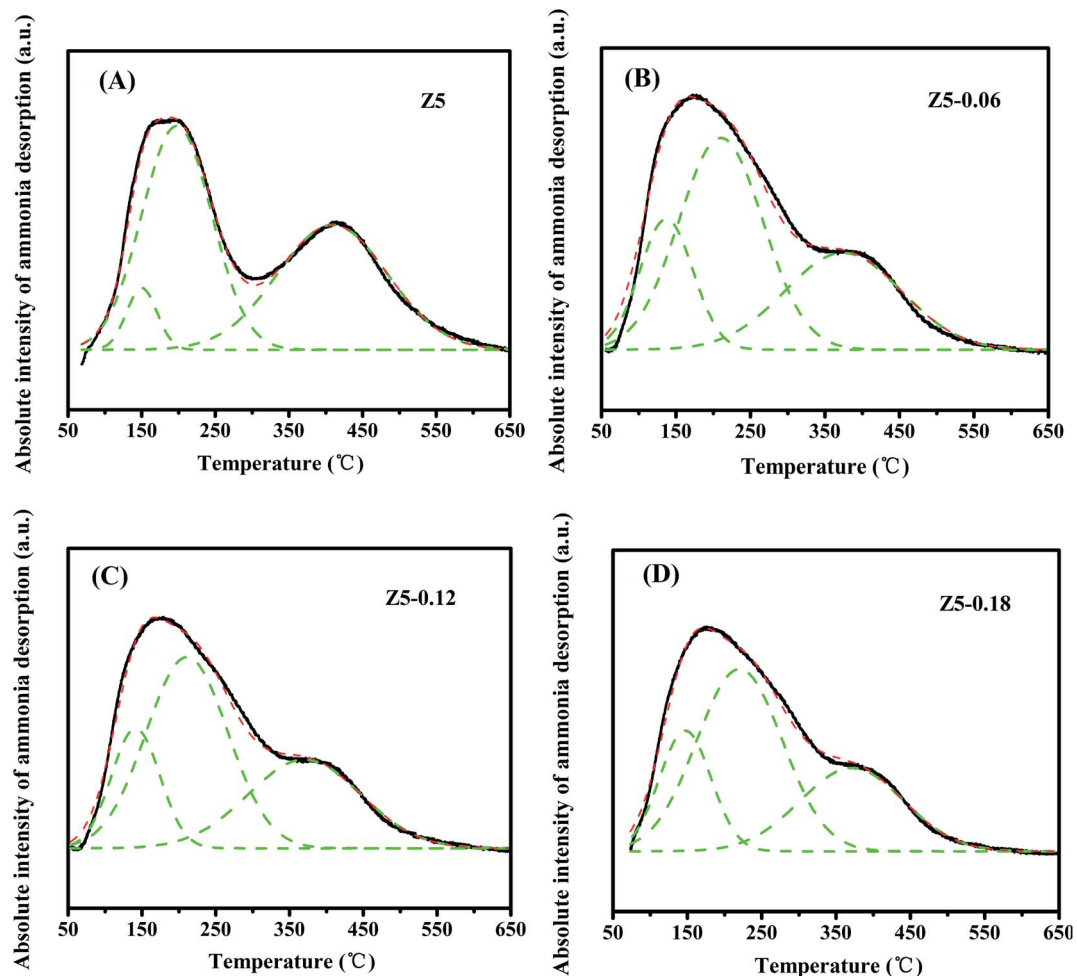 (A)
Z5
Absolute intensity of ammonia desorption (a.u.)
50 150 250 350 450 550 650
Temperature (℃)
(B)
Z5-0.06
Absolute intensity of ammonia desorption (a.u.)
50 150 250 350 450 550 650
Temperature (℃)
(C)
Z5-0.12
Absolute intensity of ammonia desorption (a.u.)
50 150 250 350 450 550 650
Temperature (℃)
(D)
Z5-0.18
Absolute intensity of ammonia desorption (a.u.)
50 150 250 350 450 550 650
Temperature (℃)